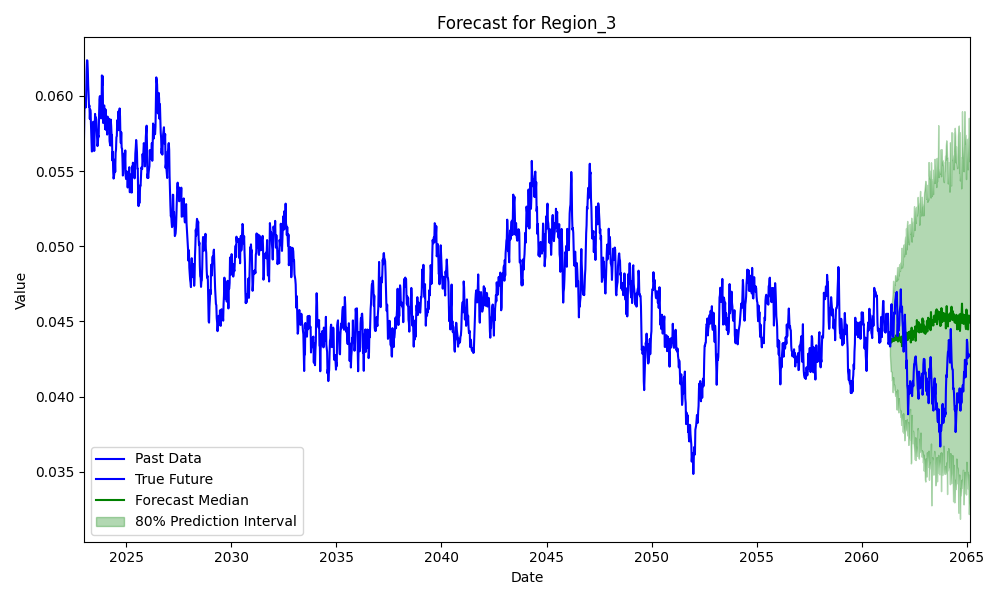 Forecast for Region_3
Value
0.060
0.055
0.050
0.045
0.040
0.035
Past Data
True Future
Forecast Median
80% Prediction Interval
2025 2030 2035 2040 2045 2050 2055 2060 2065
Date